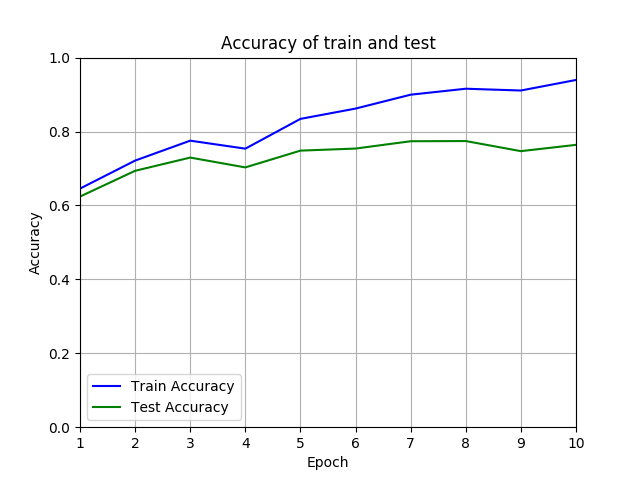 Accuracy of train and test
1.0
0.8
0.6
0.4
0.2
0.0
Accuracy
Train Accuracy
Test Accuracy
1 2 3 4 5 6 7 8 9 10
Epoch